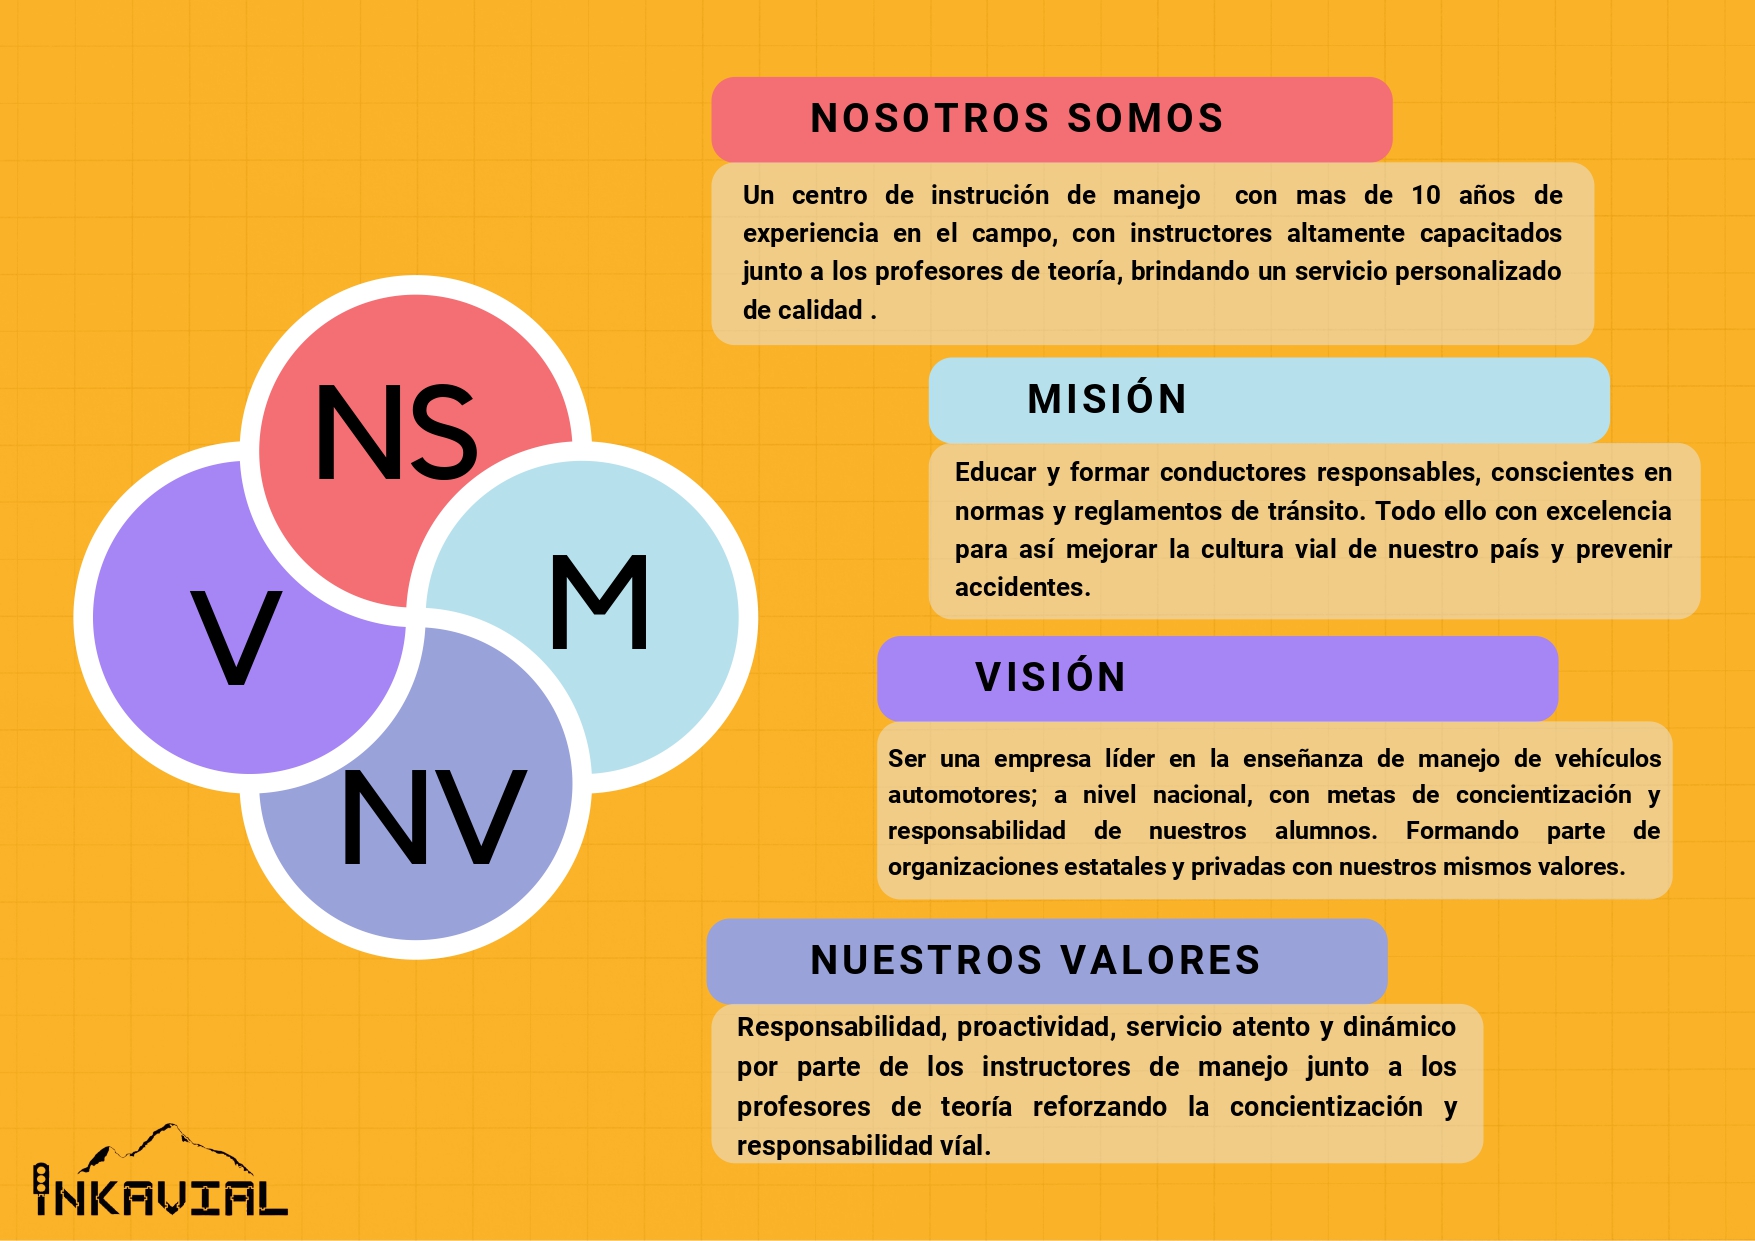 NOSOTROS SOMOS
Un centro de instrución de manejo con mas de 10 años de
experiencia en el campo, con instructores altamente capacitados
junto a los profesores de teoría, brindando un servicio personalizado
de calidad .
MISIÓN
Educar y formar conductores responsables, conscientes en
normas y reglamentos de tránsito. Todo ello con excelencia
para así mejorar la cultura vial de nuestro país y prevenir
accidentes.
VISIÓN
Ser una empresa líder en la enseñanza de manejo de vehículos
automotores; a nivel nacional, con metas de concientización y
responsabilidad de nuestros alumnos. Formando parte de
organizaciones estatales y privadas con nuestros mismos valores.
NUESTROS VALORES
Responsabilidad, proactividad, servicio atento y dinámico
por parte de los instructores de manejo junto a los
profesores de teoría reforzando la concientización y
responsabilidad víal.
NS
M
V
NV
INKAVIAL